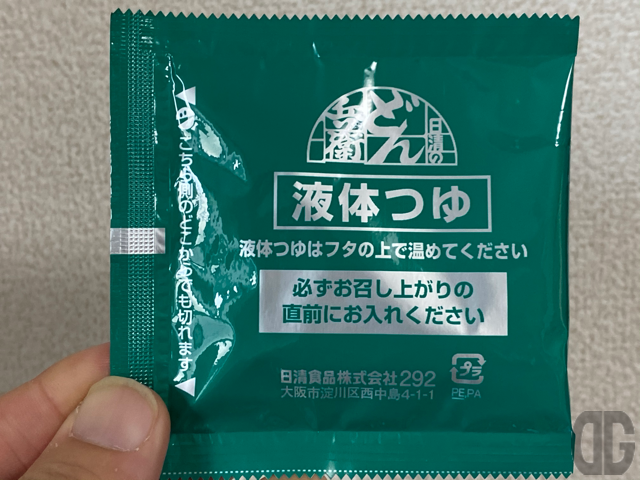 日清の
どん
兵衛
液体つゆ
液体つゆはフタの上で温めてください
必ずお召し上がりの
直前にお入れください
こちら側のどこからでも切れます
日清食品株式会社292
大阪市淀川区西中島4-1-1
プラ
PE,PA
DG